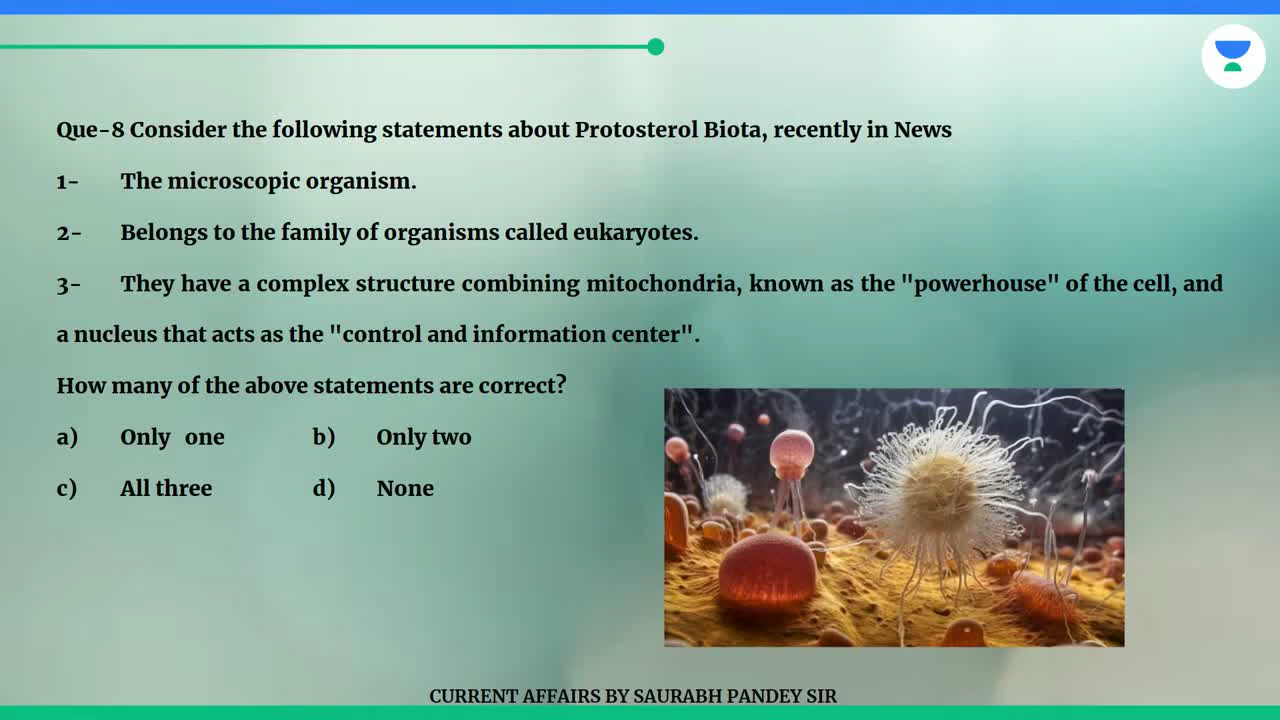 Que-8 Consider the following statements about Protosterol Biota, recently in News
1- The microscopic organism.
2- Belongs to the family of organisms called eukaryotes.
3- They have a complex structure combining mitochondria, known as the "powerhouse" of the cell, and
a nucleus that acts as the "control and information center".
How many of the above statements are correct?
a) Only one b) Only two
c) All three d) None
CURRENT AFFAIRS BY SAURABH PANDEY SIR